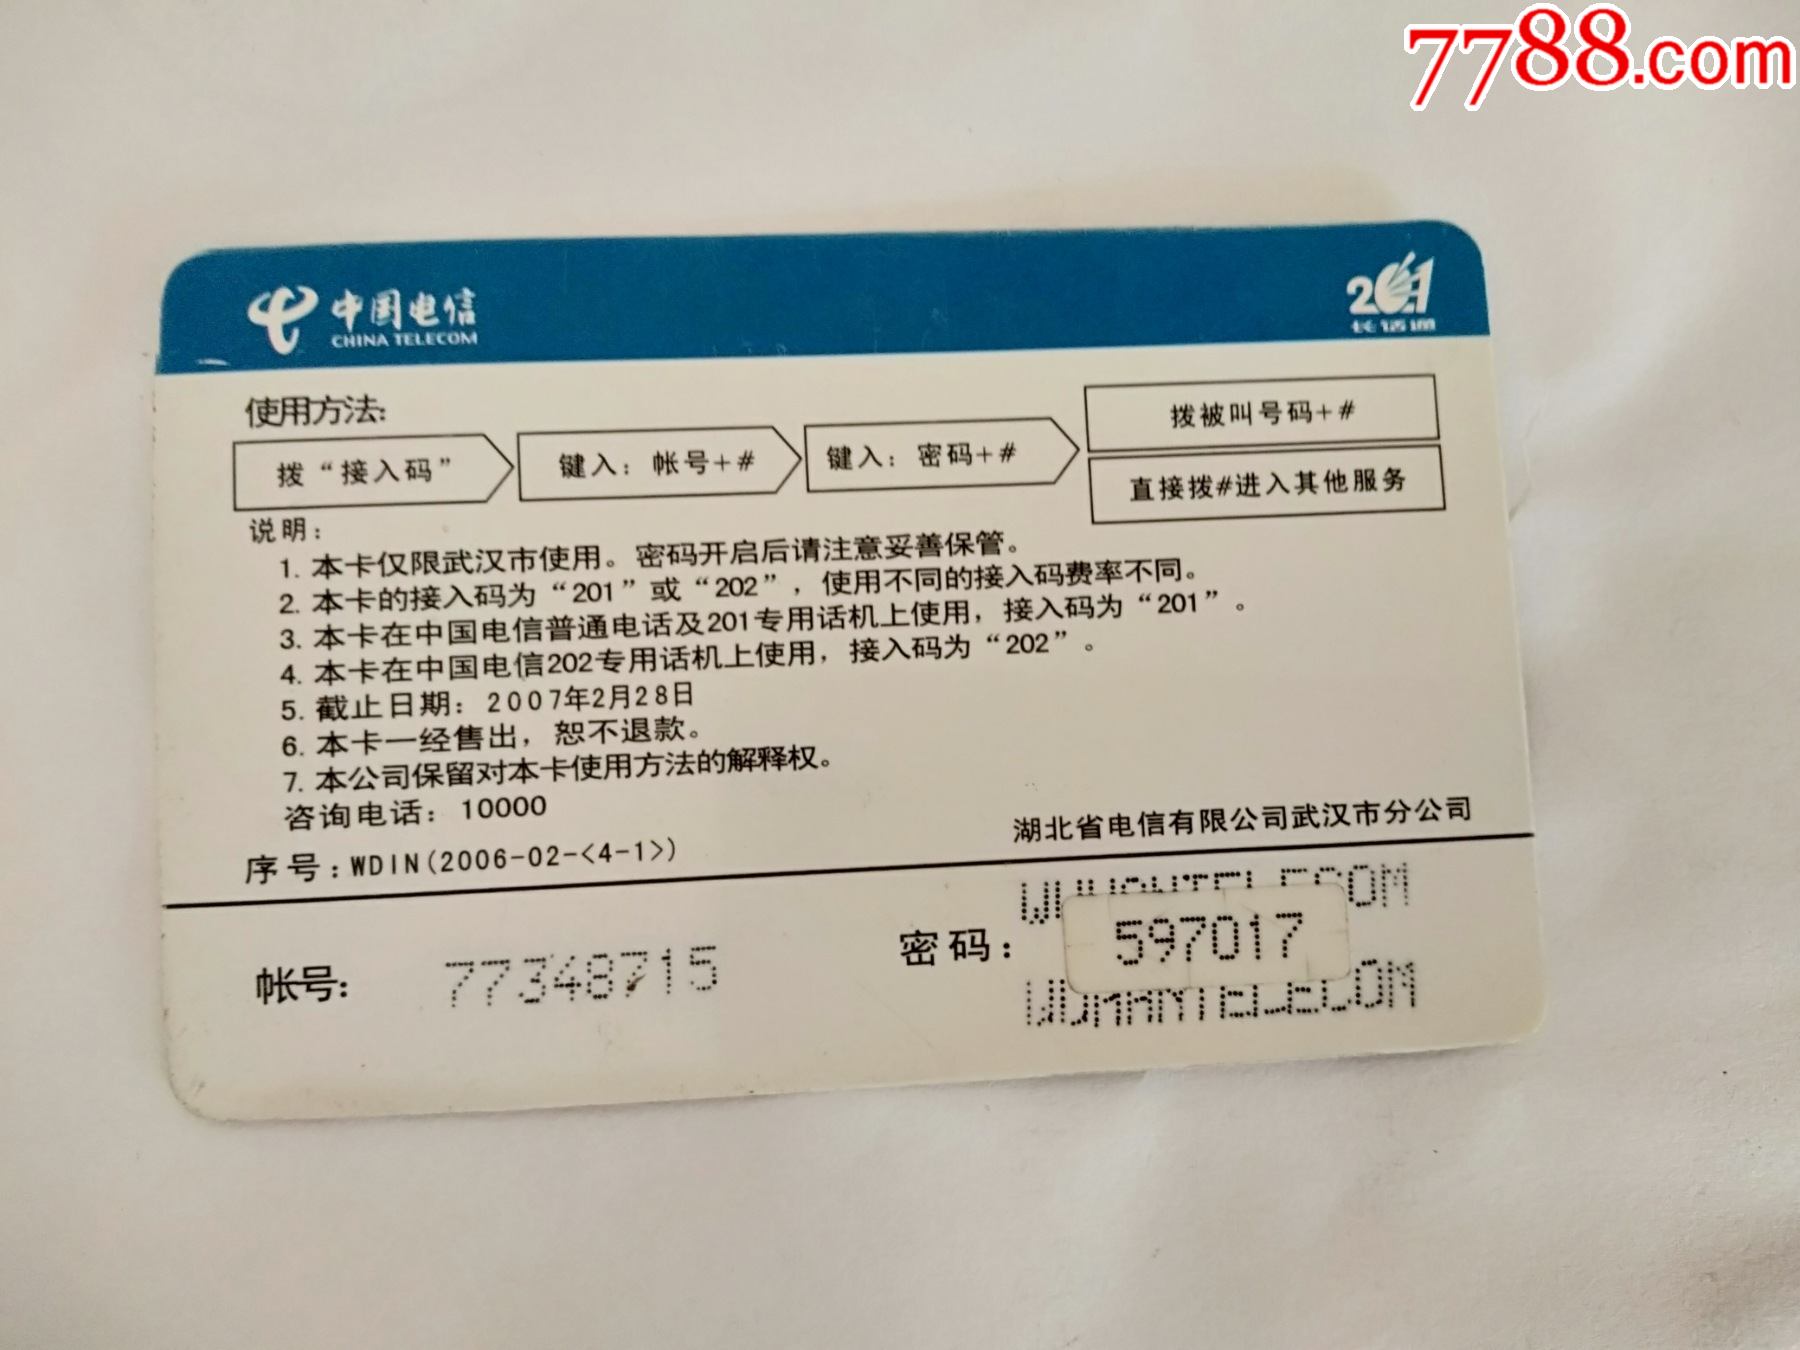 7788.com
中国电信
CHINA TELECOM
201
长话通
使用方法:
拨“接入码”
键入: 帐号+#
键入: 密码+#
拨被叫号码+#
直接拨#进入其他服务
说明:
1. 本卡仅限武汉市使用。密码开启后请注意妥善保管。
2. 本卡的接入码为“201”或“202”，使用不同的接入码费率不同。
3. 本卡在中国电信普通电话及201专用话机上使用，接入码为“201”。
4. 本卡在中国电信202专用话机上使用，接入码为“202”。
5. 截止日期: 2007年2月28日
6. 本卡一经售出，恕不退款。
7. 本公司保留对本卡使用方法的解释权。
咨询电话: 10000
湖北省电信有限公司武汉市分公司
序号:WDIN(2006-02-<4-1>)
WUHANTELECOM
帐号: 77348715
密码: 597017
WUHANTELECOM